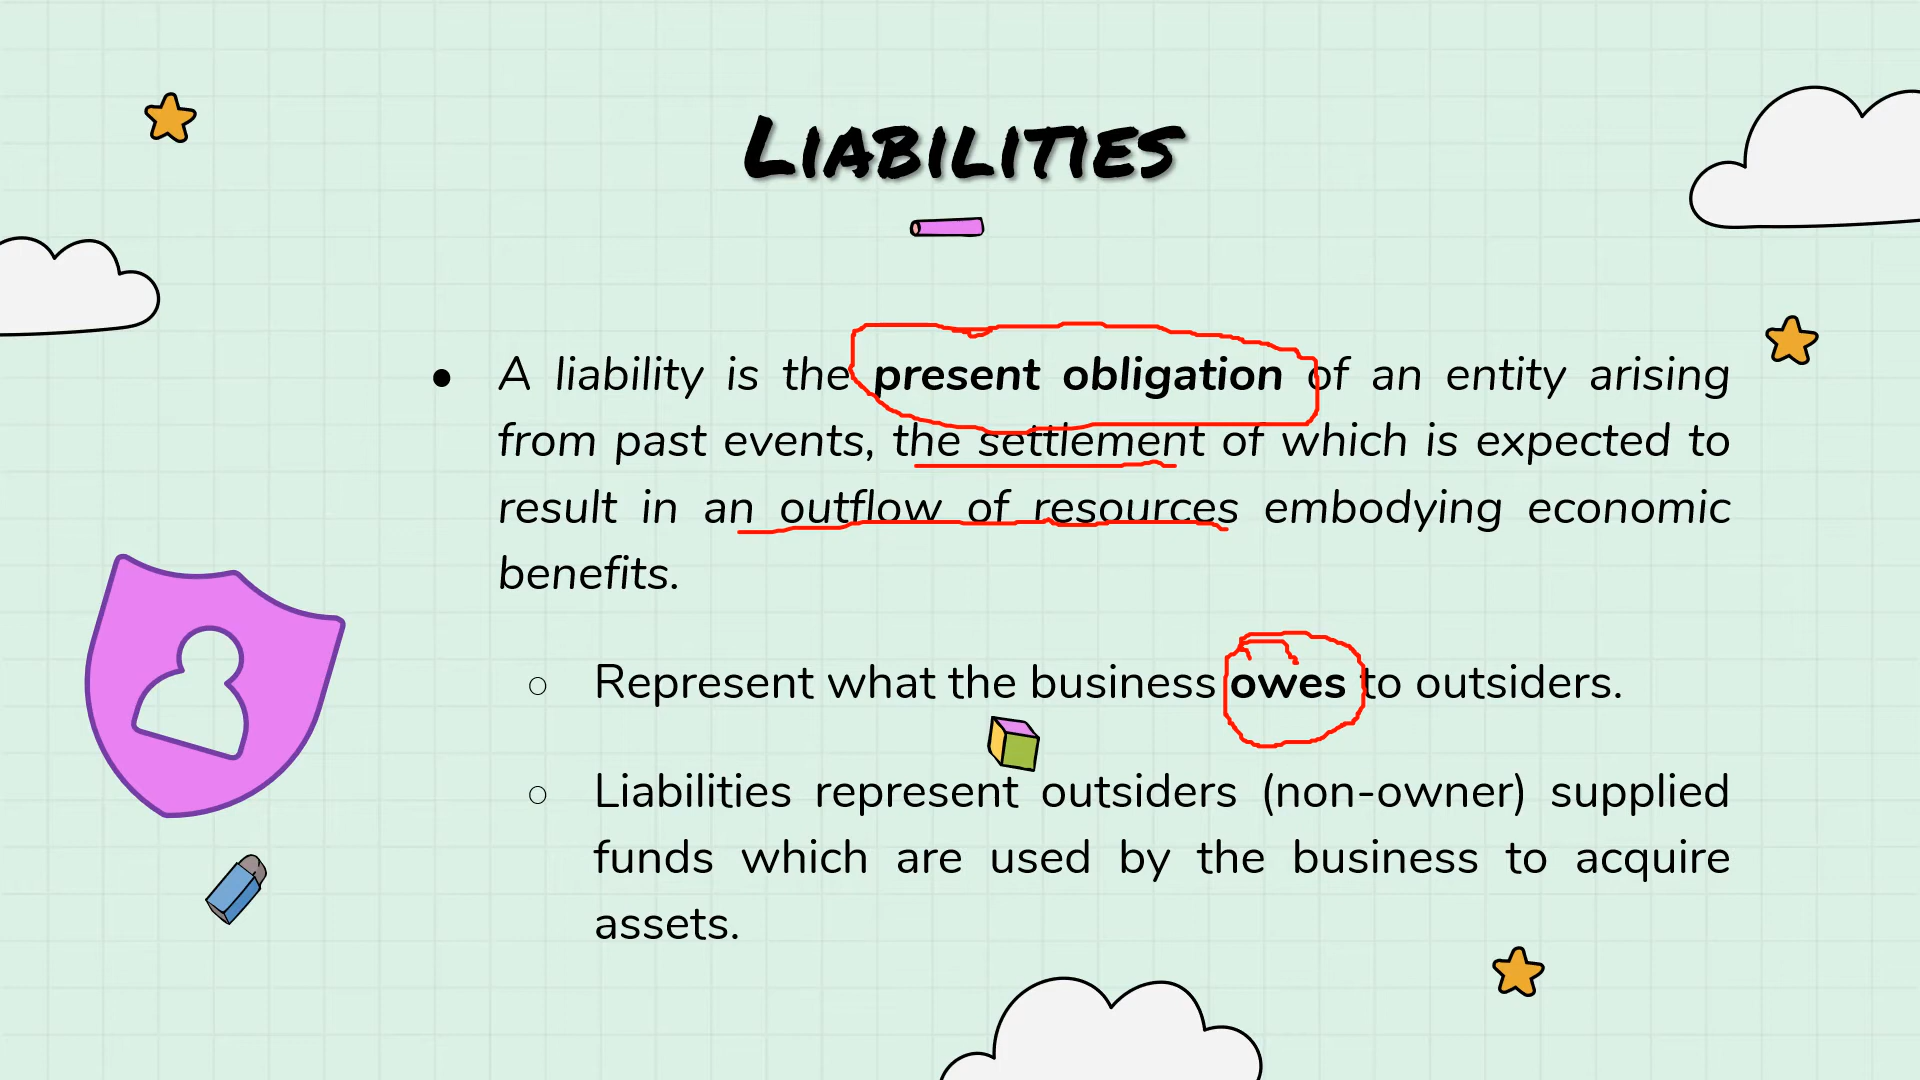 LIABILITIES
● A liability is the present obligation of an entity arising
from past events, the settlement of which is expected to
result in an outflow of resources embodying economic
benefits.
○ Represent what the business owes to outsiders.
○ Liabilities represent outsiders (non-owner) supplied
funds which are used by the business to acquire
assets.